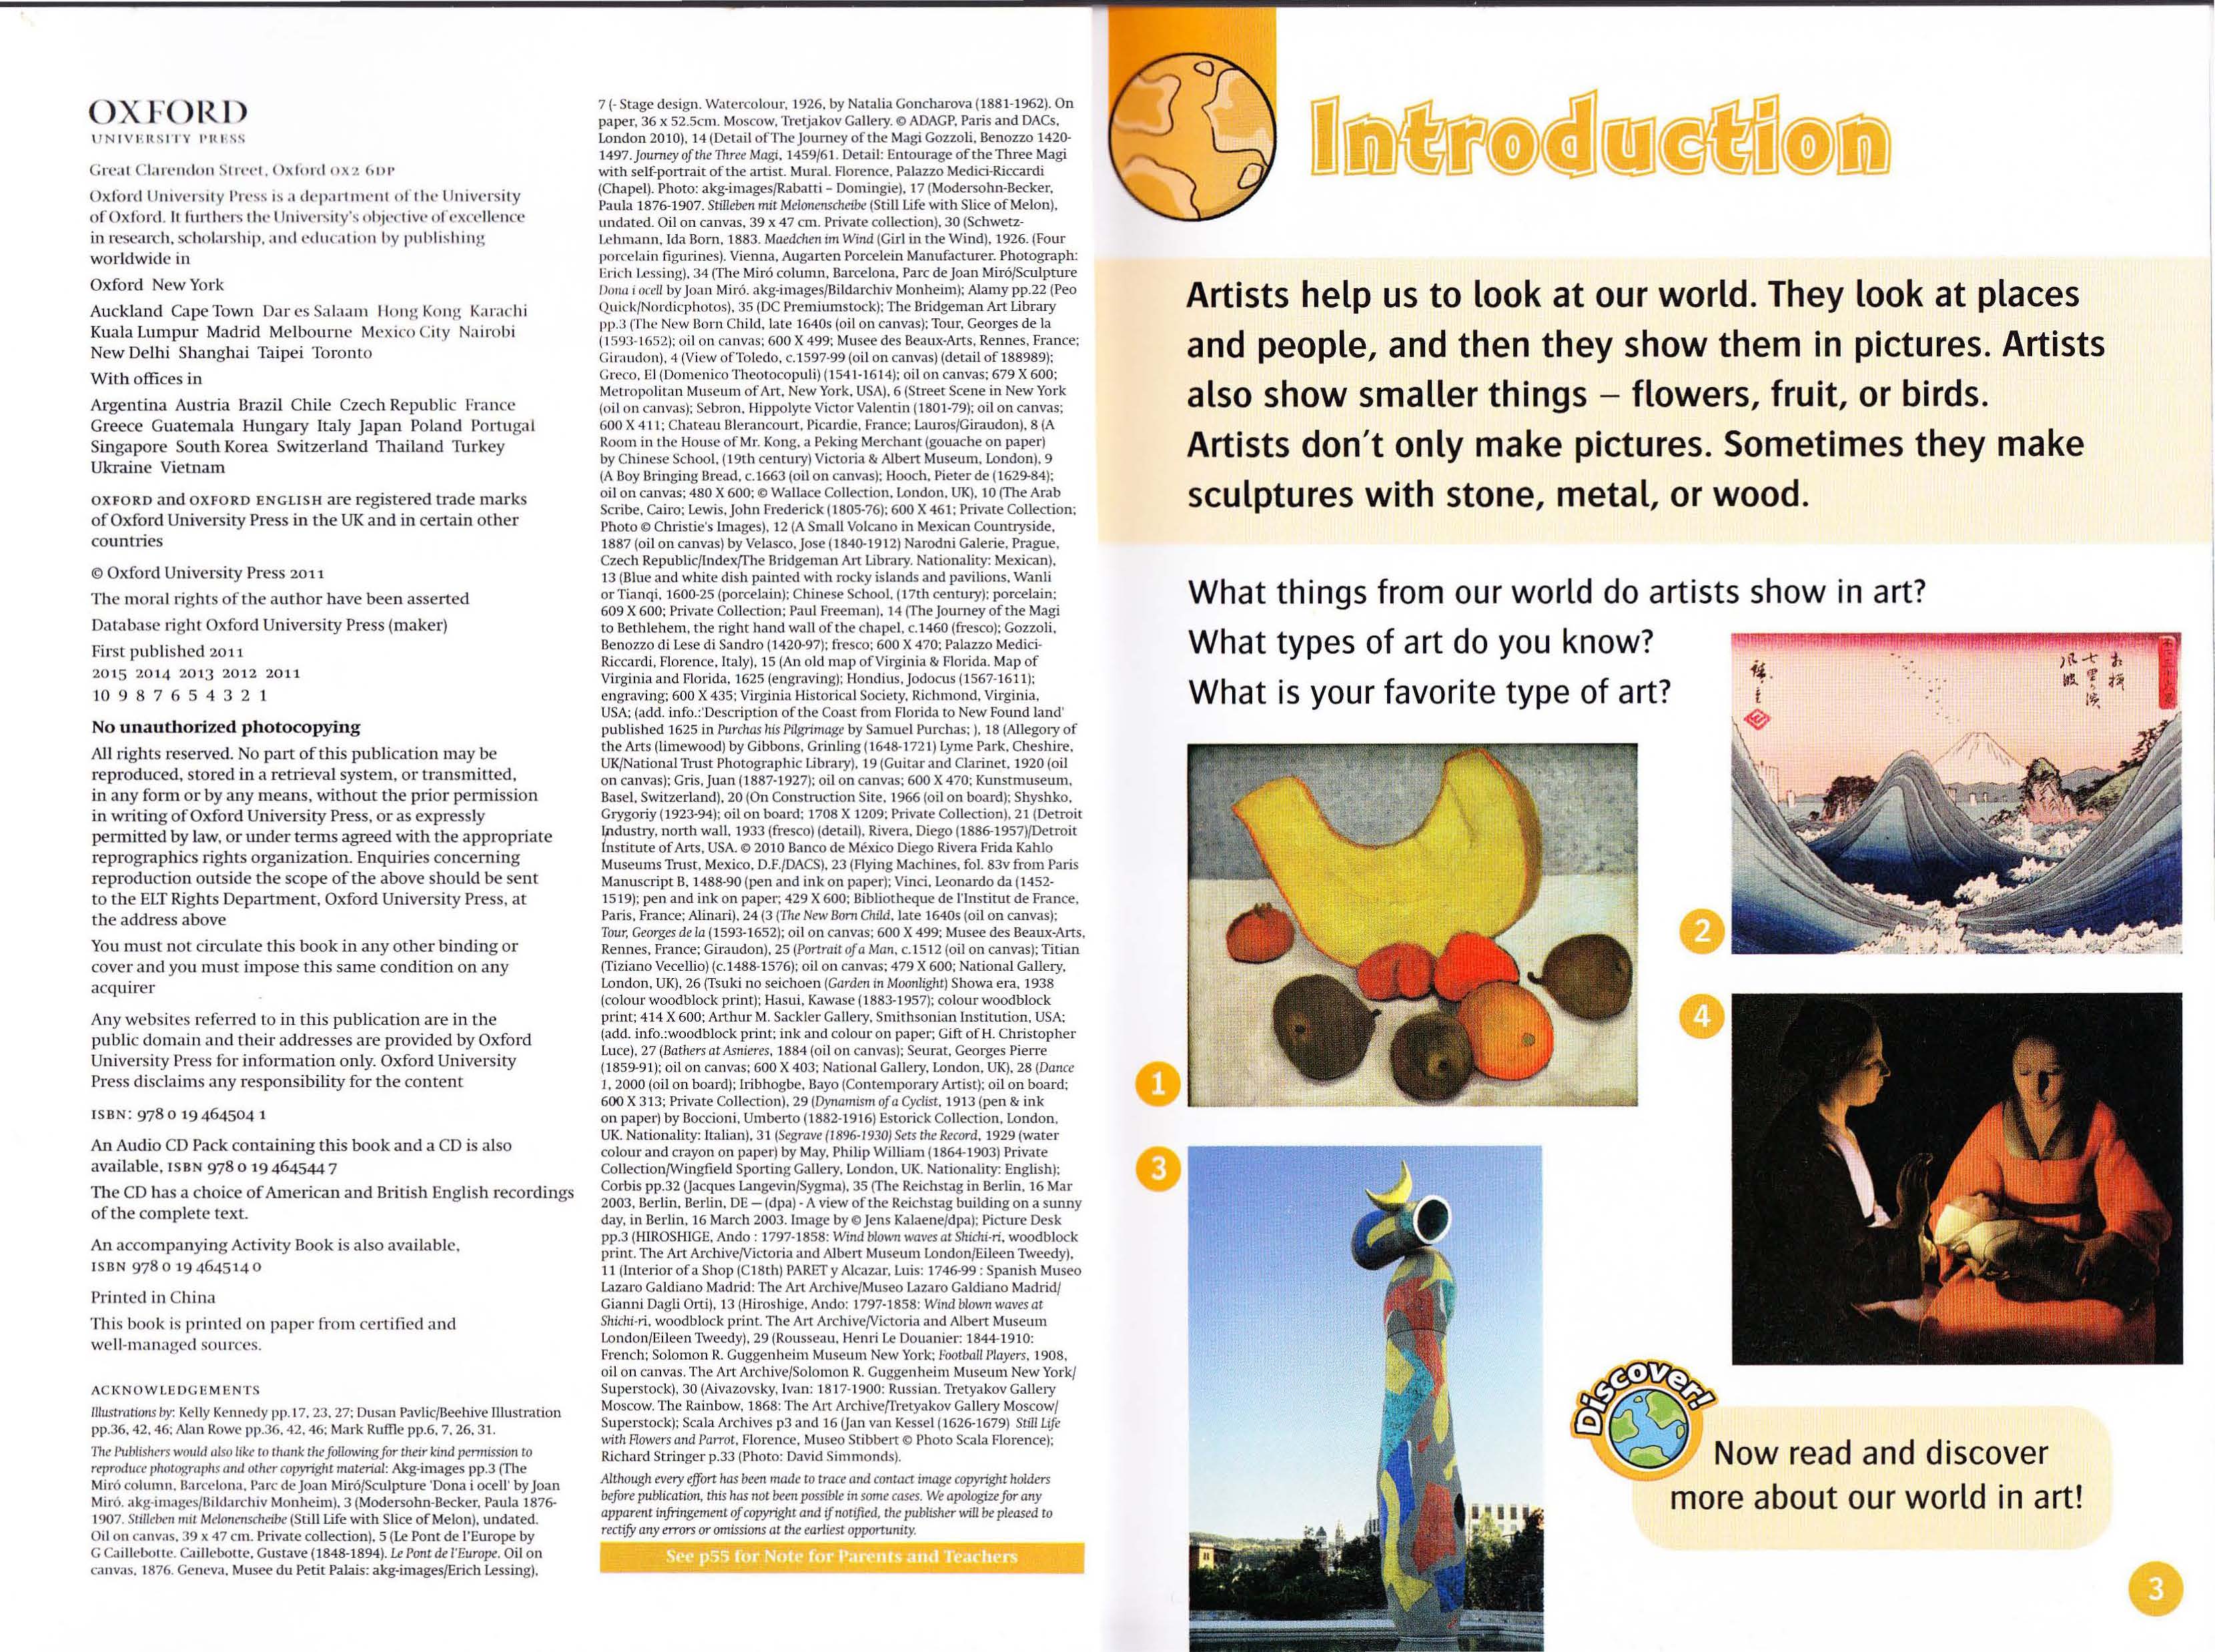 OXFORD
UNIVERSITY PRESS
Great Clarendon Street, Oxford OX2 6DP
Oxford University Press is a department of the University
of Oxford. It furthers the University's objective of excellence
in research, scholarship, and education by publishing
worldwide in
Oxford New York
Auckland Cape Town Dar es Salaam Hong Kong Karachi
Kuala Lumpur Madrid Melbourne Mexico City Nairobi
New Delhi Shanghai Taipei Toronto
With offices in
Argentina Austria Brazil Chile Czech Republic France
Greece Guatemala Hungary Italy Japan Poland Portugal
Singapore South Korea Switzerland Thailand Turkey
Ukraine Vietnam
OXFORD and OXFORD ENGLISH are registered trade marks
of Oxford University Press in the UK and in certain other
countries
© Oxford University Press 2011
The moral rights of the author have been asserted
Database right Oxford University Press (maker)
First published 2011
2015 2014 2013 2012 2011
10 9 8 7 6 5 4 3 2 1
No unauthorized photocopying
All rights reserved. No part of this publication may be
reproduced, stored in a retrieval system, or transmitted,
in any form or by any means, without the prior permission
in writing of Oxford University Press, or as expressly
permitted by law, or under terms agreed with the appropriate
reprographics rights organization. Enquiries concerning
reproduction outside the scope of the above should be sent
to the ELT Rights Department, Oxford University Press, at
the address above
You must not circulate this book in any other binding or
cover and you must impose this same condition on any
acquirer
Any websites referred to in this publication are in the
public domain and their addresses are provided by Oxford
University Press for information only. Oxford University
Press disclaims any responsibility for the content
ISBN: 978 0 19 464504 1
An Audio CD Pack containing this book and a CD is also
available, ISBN 978 0 19 464544 7
The CD has a choice of American and British English recordings
of the complete text.
An accompanying Activity Book is also available,
ISBN 978 0 19 464514 0
Printed in China
This book is printed on paper from certified and
well-managed sources.
ACKNOWLEDGEMENTS
Illustrations by: Kelly Kennedy pp.17, 23, 27; Dusan Pavlic/Beehive Illustration
pp.36, 42, 46; Alan Rowe pp.36, 42, 46; Mark Ruffle pp.6, 7, 26, 31.
The Publishers would also like to thank the following for their kind permission to
reproduce photographs and other copyright material: Akg-images pp.3 (The
Miró column, Barcelona, Parc de Joan Miró/Sculpture 'Dona i ocell' by Joan
Miró. akg-images/Bildarchiv Monheim), 3 (Modersohn-Becker, Paula 1876-
1907. Stilleben mit Melonenscheibe (Still Life with Slice of Melon), undated.
Oil on canvas, 39 x 47 cm. Private collection), 5 (Le Pont de l'Europe by
G Caillebotte. Caillebotte, Gustave (1848-1894). Le Pont de l'Europe. Oil on
canvas, 1876. Geneva, Musee du Petit Palais: akg-images/Erich Lessing),
7 (- Stage design. Watercolour, 1926, by Natalia Goncharova (1881-1962). On
paper, 36 x 52.5cm. Moscow, Tretjakov Gallery. © ADAGP, Paris and DACs,
London 2010), 14 (Detail of The Journey of the Magi Gozzoli, Benozzo 1420-
1497. Journey of the Three Magi, 1459/61. Detail: Entourage of the Three Magi
with self-portrait of the artist. Mural. Florence, Palazzo Medici-Riccardi
(Chapel). Photo: akg-images/Rabatti – Domingie), 17 (Modersohn-Becker,
Paula 1876-1907. Stilleben mit Melonenscheibe (Still Life with Slice of Melon),
undated. Oil on canvas, 39 x 47 cm. Private collection), 30 (Schwetz-
Lehmann, Ida Born, 1883. Maedchen im Wind (Girl in the Wind), 1926. (Four
porcelain figurines). Vienna, Augarten Porcelein Manufacturer. Photograph:
Erich Lessing), 34 (The Miró column, Barcelona, Parc de Joan Miró/Sculpture
Dona i ocell by Joan Miró. akg-images/Bildarchiv Monheim); Alamy pp.22 (Peo
Quick/Nordicphotos), 35 (DC Premiumstock); The Bridgeman Art Library
pp.3 (The New Born Child, late 1640s (oil on canvas); Tour, Georges de la
(1593-1652); oil on canvas; 600 X 499; Musee des Beaux-Arts, Rennes, France;
Giraudon), 4 (View of Toledo, c.1597-99 (oil on canvas) (detail of 188989);
Greco, El (Domenico Theotocopuli) (1541-1614); oil on canvas; 679 X 600;
Metropolitan Museum of Art, New York, USA), 6 (Street Scene in New York
(oil on canvas); Sebron, Hippolyte Victor Valentin (1801-79); oil on canvas;
600 X 411; Chateau Blerancourt, Picardie, France; Lauros/Giraudon), 8 (A
Room in the House of Mr. Kong, a Peking Merchant (gouache on paper)
by Chinese School, (19th century) Victoria & Albert Museum, London), 9
(A Boy Bringing Bread, c.1663 (oil on canvas); Hooch, Pieter de (1629-84);
oil on canvas; 480 X 600; © Wallace Collection, London, UK), 10 (The Arab
Scribe, Cairo; Lewis, John Frederick (1805-76); 600 X 461; Private Collection;
Photo © Christie's Images), 12 (A Small Volcano in Mexican Countryside,
1887 (oil on canvas) by Velasco, Jose (1840-1912) Narodni Galerie, Prague,
Czech Republic/Index/The Bridgeman Art Library. Nationality: Mexican),
13 (Blue and white dish painted with rocky islands and pavilions, Wanli
or Tianqi, 1600-25 (porcelain); Chinese School, (17th century); porcelain;
609 X 600; Private Collection; Paul Freeman), 14 (The Journey of the Magi
to Bethlehem, the right hand wall of the chapel, c.1460 (fresco); Gozzoli,
Benozzo di Lese di Sandro (1420-97); fresco; 600 X 470; Palazzo Medici-
Riccardi, Florence, Italy), 15 (An old map of Virginia & Florida. Map of
Virginia and Florida, 1625 (engraving); Hondius, Jodocus (1567-1611);
engraving; 600 X 435; Virginia Historical Society, Richmond, Virginia,
USA; (add. info.:'Description of the Coast from Florida to New Found land'
published 1625 in Purchas his Pilgrimage by Samuel Purchas; ), 18 (Allegory of
the Arts (limewood) by Gibbons, Grinling (1648-1721) Lyme Park, Cheshire,
UK/National Trust Photographic Library), 19 (Guitar and Clarinet, 1920 (oil
on canvas); Gris, Juan (1887-1927); oil on canvas; 600 X 470; Kunstmuseum,
Basel, Switzerland), 20 (On Construction Site, 1966 (oil on board); Shyshko,
Grygoriy (1923-94); oil on board; 1708 X 1209; Private Collection), 21 (Detroit
Industry, north wall, 1933 (fresco) (detail), Rivera, Diego (1886-1957)/Detroit
Institute of Arts, USA. © 2010 Banco de México Diego Rivera Frida Kahlo
Museums Trust, Mexico, D.F./DACS), 23 (Flying Machines, fol. 83v from Paris
Manuscript B, 1488-90 (pen and ink on paper); Vinci, Leonardo da (1452-
1519); pen and ink on paper; 429 X 600; Bibliotheque de l'Institut de France,
Paris, France; Alinari), 24 (3 (The New Born Child, late 1640s (oil on canvas);
Tour, Georges de la (1593-1652); oil on canvas; 600 X 499; Musee des Beaux-Arts,
Rennes, France; Giraudon), 25 (Portrait of a Man, c.1512 (oil on canvas); Titian
(Tiziano Vecellio) (c.1488-1576); oil on canvas; 479 X 600; National Gallery,
London, UK), 26 (Tsuki no seichoen (Garden in Moonlight) Showa era, 1938
(colour woodblock print); Hasui, Kawase (1883-1957); colour woodblock
print; 414 X 600; Arthur M. Sackler Gallery, Smithsonian Institution, USA;
(add. info.:woodblock print; ink and colour on paper; Gift of H. Christopher
Luce), 27 (Bathers at Asnieres, 1884 (oil on canvas); Seurat, Georges Pierre
(1859-91); oil on canvas; 600 X 403; National Gallery, London, UK), 28 (Dance
1, 2000 (oil on board); Iribhogbe, Bayo (Contemporary Artist); oil on board;
600 X 313; Private Collection), 29 (Dynamism of a Cyclist, 1913 (pen & ink
on paper) by Boccioni, Umberto (1882-1916) Estorick Collection, London,
UK. Nationality: Italian), 31 (Segrave (1896-1930) Sets the Record, 1929 (water
colour and crayon on paper) by May, Philip William (1864-1903) Private
Collection/Wingfield Sporting Gallery, London, UK. Nationality: English);
Corbis pp.32 (Jacques Langevin/Sygma), 35 (The Reichstag in Berlin, 16 Mar
2003, Berlin, Berlin, DE — (dpa) - A view of the Reichstag building on a sunny
day, in Berlin, 16 March 2003. Image by © Jens Kalaene/dpa); Picture Desk
pp.3 (HIROSHIGE, Ando : 1797-1858: Wind blown waves at Shichi-ri, woodblock
print. The Art Archive/Victoria and Albert Museum London/Eileen Tweedy),
11 (Interior of a Shop (C18th) PARET y Alcazar, Luis: 1746-99 : Spanish Museo
Lazaro Galdiano Madrid: The Art Archive/Museo Lazaro Galdiano Madrid/
Gianni Dagli Orti), 13 (Hiroshige, Ando: 1797-1858: Wind blown waves at
Shichi-ri, woodblock print. The Art Archive/Victoria and Albert Museum
London/Eileen Tweedy), 29 (Rousseau, Henri Le Douanier: 1844-1910:
French; Solomon R. Guggenheim Museum New York; Football Players, 1908,
oil on canvas. The Art Archive/Solomon R. Guggenheim Museum New York/
Superstock), 30 (Aivazovsky, Ivan: 1817-1900: Russian. Tretyakov Gallery
Moscow. The Rainbow, 1868: The Art Archive/Tretyakov Gallery Moscow/
Superstock); Scala Archives p3 and 16 (Jan van Kessel (1626-1679) Still Life
with Flowers and Parrot, Florence, Museo Stibbert © Photo Scala Florence);
Richard Stringer p.33 (Photo: David Simmonds).
Although every effort has been made to trace and contact image copyright holders
before publication, this has not been possible in some cases. We apologize for any
apparent infringement of copyright and if notified, the publisher will be pleased to
rectify any errors or omissions at the earliest opportunity.
See p55 for Note for Parents and Teachers
Introduction
Artists help us to look at our world. They look at places
and people, and then they show them in pictures. Artists
also show smaller things – flowers, fruit, or birds.
Artists don't only make pictures. Sometimes they make
sculptures with stone, metal, or wood.
What things from our world do artists show in art?
What types of art do you know?
What is your favorite type of art?
1
2
3
4
Discover!
Now read and discover
more about our world in art!
3